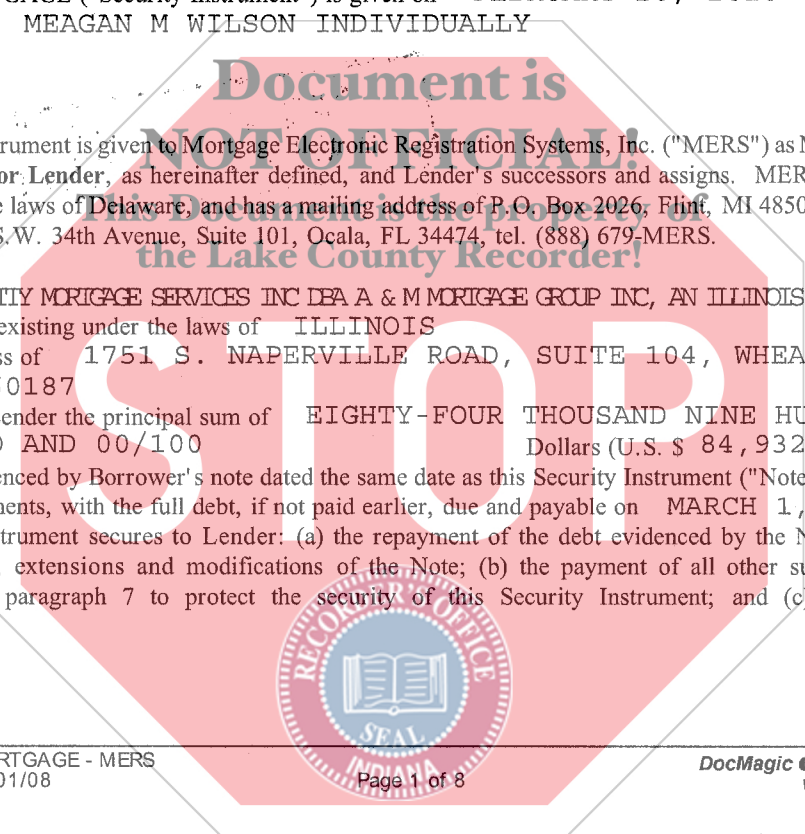 GAGE ("Security Instrument") is given on
MEAGAN M WILSON INDIVIDUALLY
Document is
NOT OFFICIAL!
This Document is the property of
the Lake County Recorder!
rument is given to Mortgage Electronic Registration Systems, Inc. ("MERS") as
or Lender, as hereinafter defined, and Lender's successors and assigns. MER
e laws of Delaware, and has a mailing address of P.O. Box 2026, Flint, MI 4850
S.W. 34th Avenue, Suite 101, Ocala, FL 34474, tel. (888) 679-MERS.
TIY MORTGAGE SERVICES INC DBA A & M MORTGAGE GROUP INC, AN ILLINOIS
existing under the laws of ILLINOIS
ss of 1751 S. NAPERVILLE ROAD, SUITE 104, WHEA
0187
ender the principal sum of EIGHTY-FOUR THOUSAND NINE HU
AND 00/100 Dollars (U.S. $ 84,932
enced by Borrower's note dated the same date as this Security Instrument ("Note
ments, with the full debt, if not paid earlier, due and payable on MARCH 1,
trument secures to Lender: (a) the repayment of the debt evidenced by the N
extensions and modifications of the Note; (b) the payment of all other su
paragraph 7 to protect the security of this Security Instrument; and (c)
STOP
RECORDER'S OFFICE
SEAL
INDIANA
RTGAGE - MERS
01/08
Page 1 of 8
DocMagic